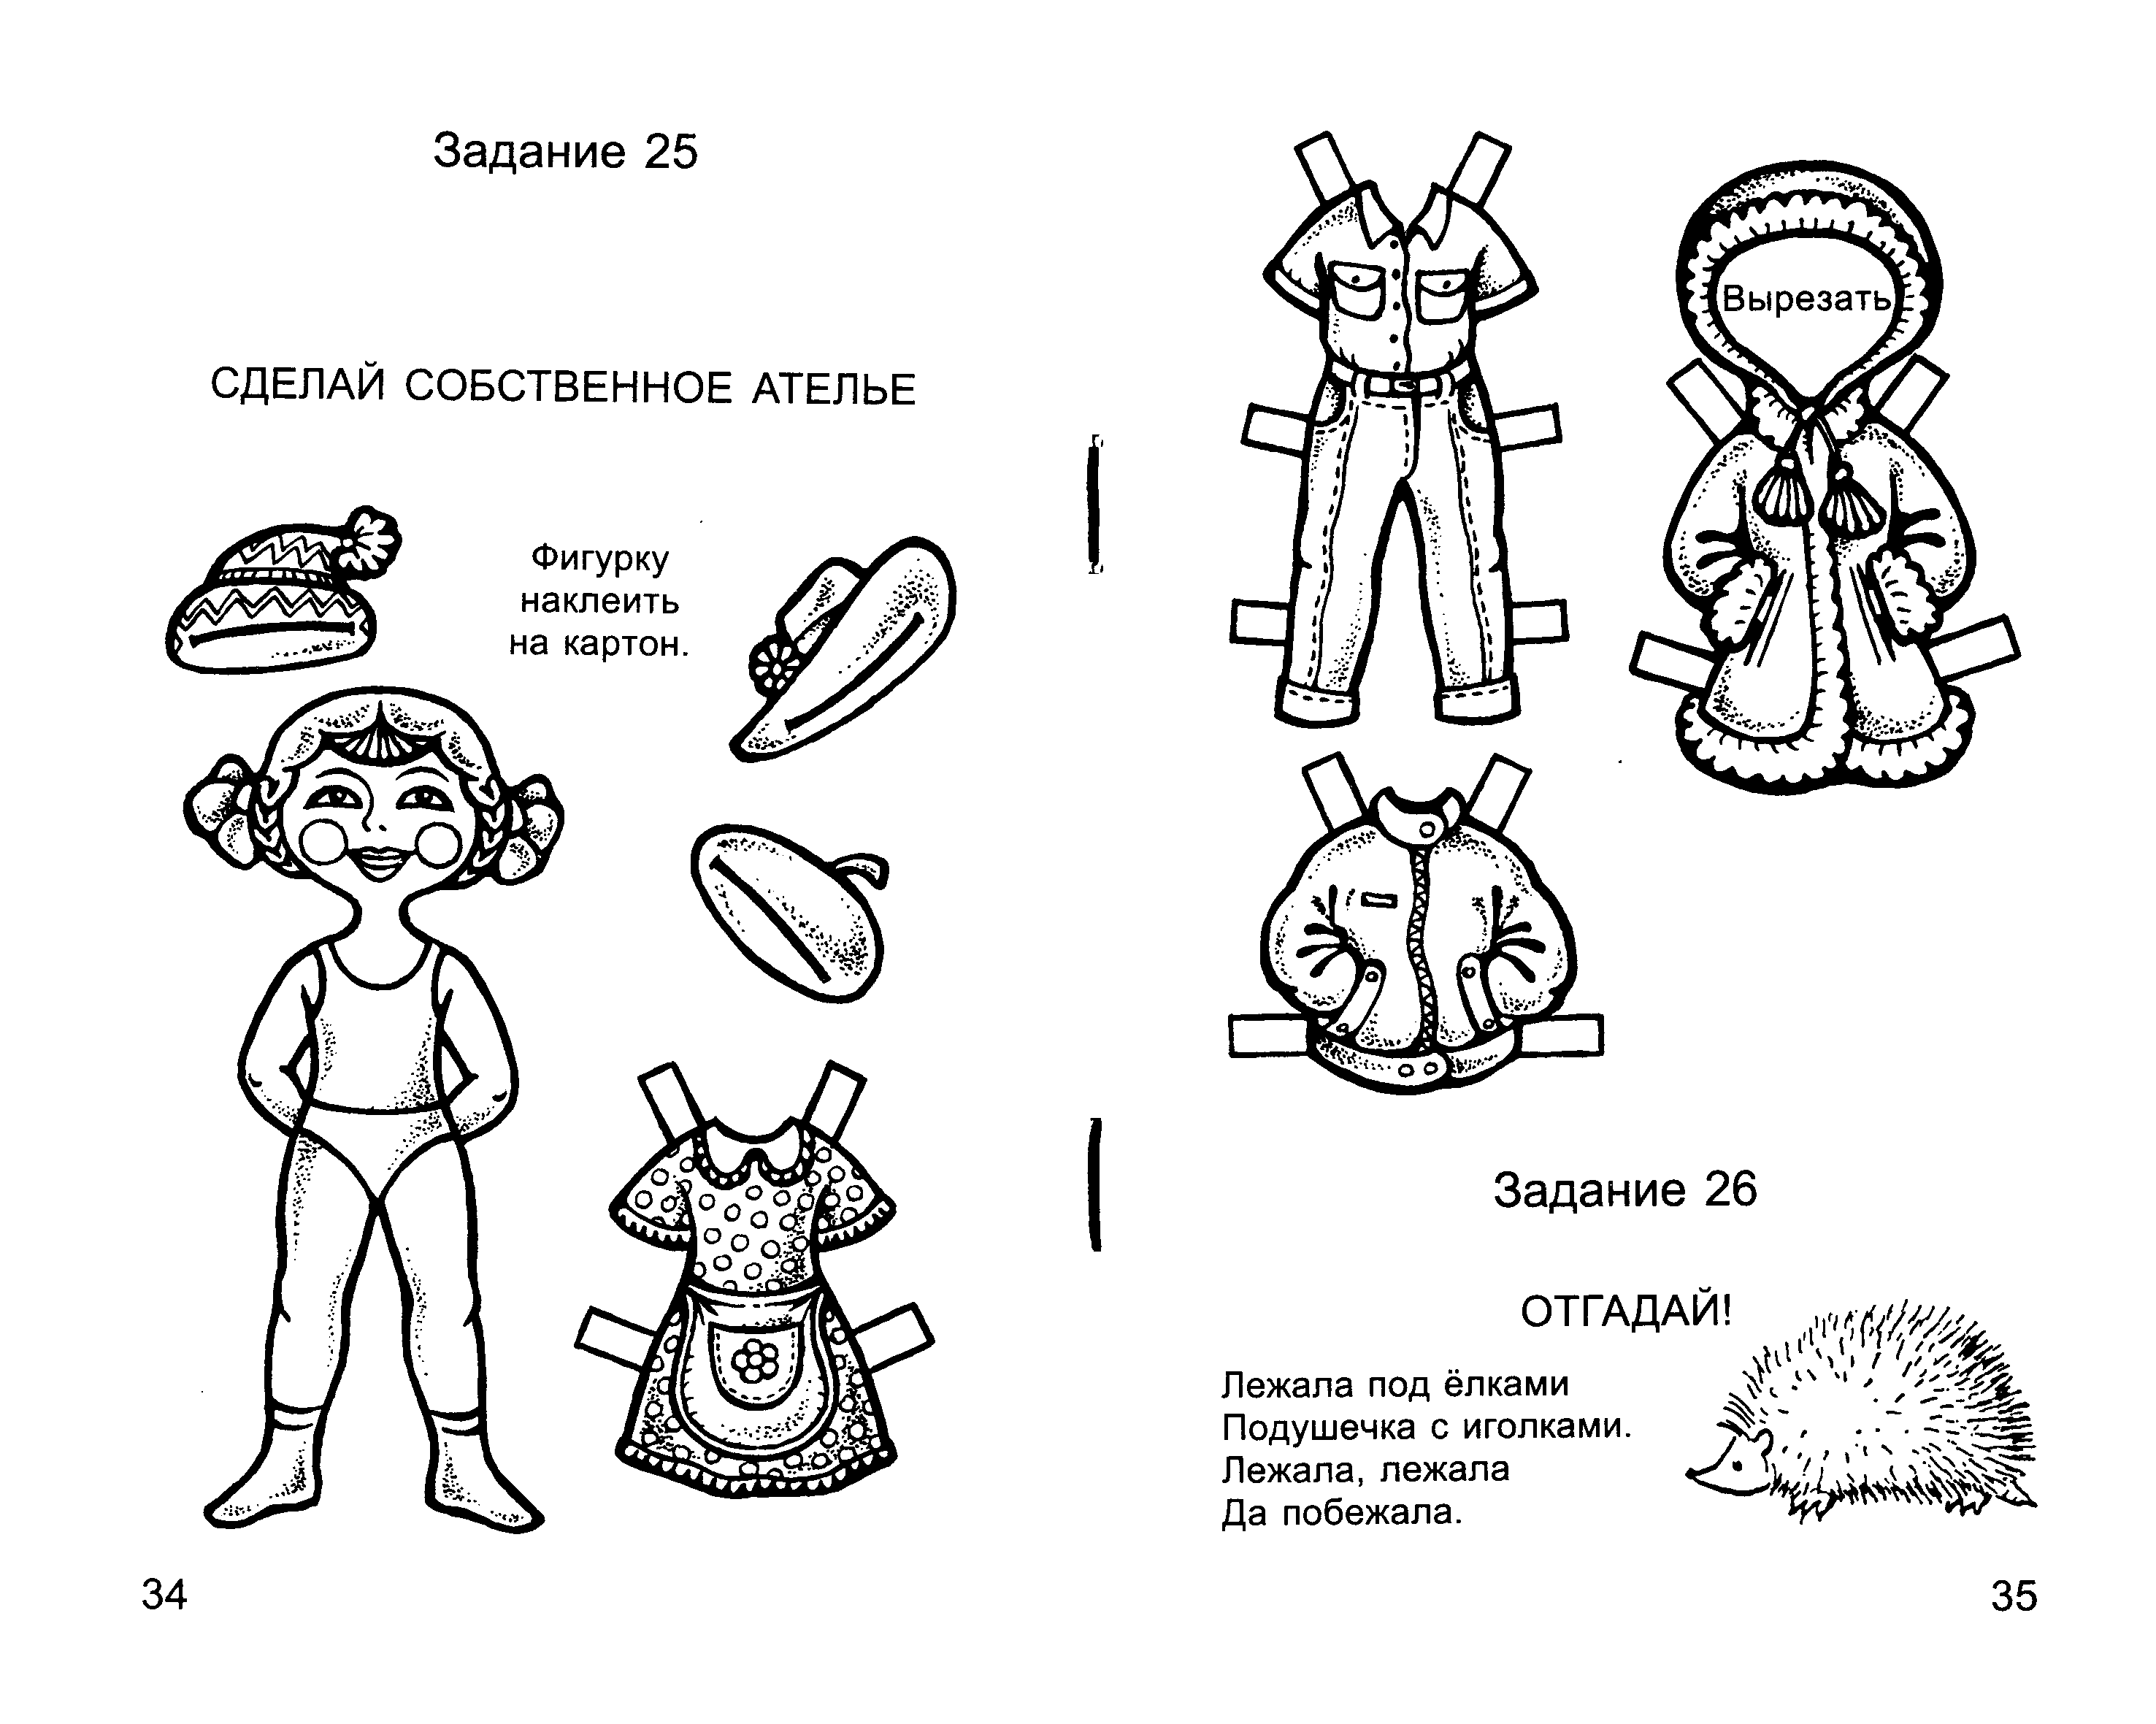 Задание 25
СДЕЛАЙ СОБСТВЕННОЕ АТЕЛЬЕ
Фигурку
наклеить
на картон.
34
Вырезать
Задание 26
ОТГАДАЙ!
Лежала под ёлками
Подушечка с иголками.
Лежала, лежала
Да побежала.
35